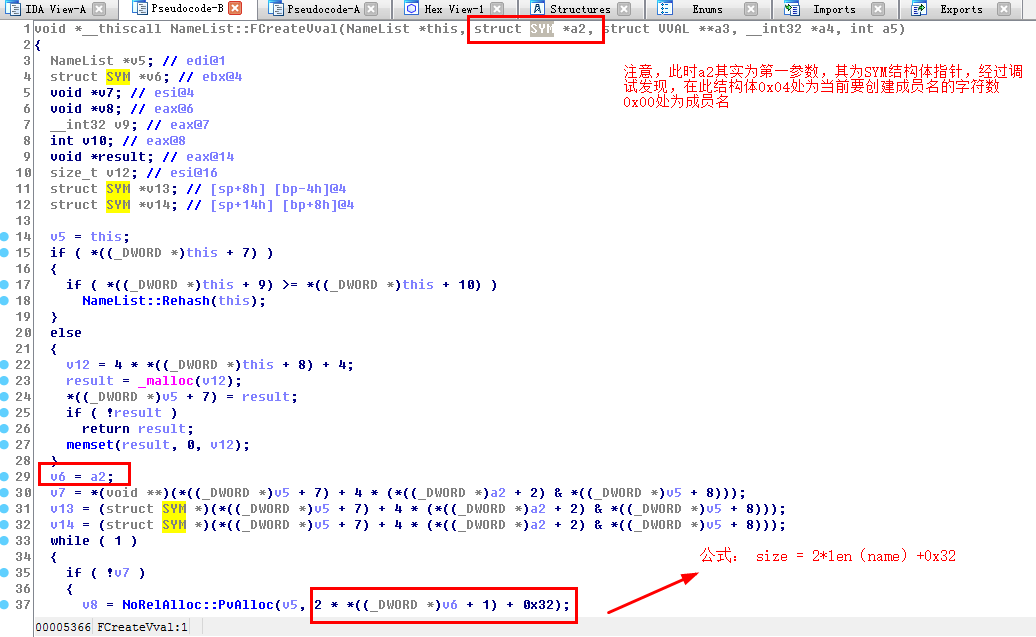 IDA View-A Pseudocode-B Pseudocode-A Hex View-1 Structures Enums Imports Exports
1 void *__thiscall NameList::FCreateVval(NameList *this, struct SYM *a2, struct VVAL **a3, __int32 *a4, int a5)
2 {
3 NameList *v5; // edi@1
4 struct SYM *v6; // ebx@4
5 void *v7; // esi@4
6 void *v8; // eax@6
7 __int32 v9; // eax@7
8 int v10; // eax@8
9 void *result; // eax@14
10 size_t v12; // esi@16
11 struct SYM *v13; // [sp+8h] [bp-4h]@4
12 struct SYM *v14; // [sp+14h] [bp+8h]@4
13
14 v5 = this;
15 if ( *((_DWORD *)this + 7) )
16 {
17 if ( *((_DWORD *)this + 9) >= *((_DWORD *)this + 10) )
18 NameList::Rehash(this);
19 }
20 else
21 {
22 v12 = 4 * *((_DWORD *)this + 8) + 4;
23 result = _malloc(v12);
24 *((_DWORD *)v5 + 7) = result;
25 if ( !result )
26 return result;
27 memset(result, 0, v12);
28 }
29 v6 = a2;
30 v7 = *(void **)(*((_DWORD *)v5 + 7) + 4 * (*((_DWORD *)a2 + 2) & *((_DWORD *)v5 + 8)));
31 v13 = (struct SYM *)(*((_DWORD *)v5 + 7) + 4 * (*((_DWORD *)a2 + 2) & *((_DWORD *)v5 + 8)));
32 v14 = (struct SYM *)(*((_DWORD *)v5 + 7) + 4 * (*((_DWORD *)a2 + 2) & *((_DWORD *)v5 + 8)));
33 while ( 1 )
34 {
35 if ( !v7 )
36 {
37 v8 = NoRelAlloc::PvAlloc(v5, 2 * *((_DWORD *)v6 + 1) + 0x32);
注意，此时a2其实为第一参数，其为SYM结构体指针，经过调
试发现，在此结构体0x04处为当前要创建成员名的字符数
0x00处为成员名
公式： size = 2*len（name）+0x32
00005366 FCreateVval:1